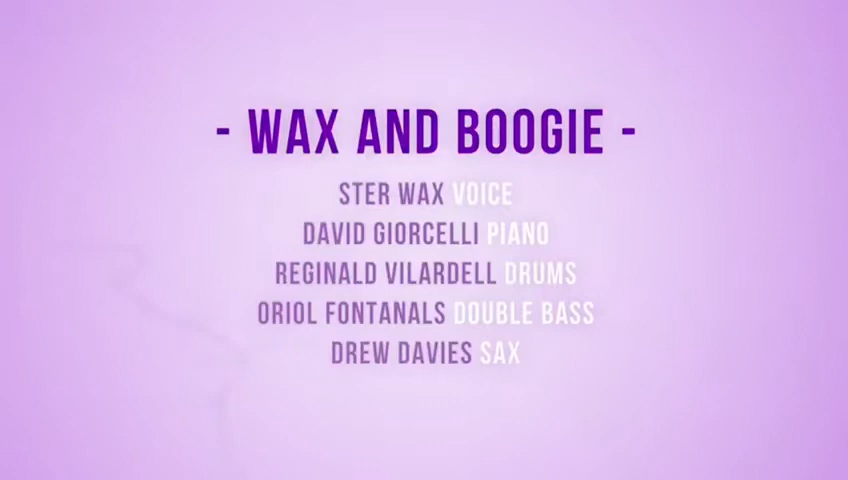 - WAX AND BOOGIE -
STER WAX VOICE
DAVID GIORCELLI PIANO
REGINALD VILARDELL DRUMS
ORIOL FONTANALS DOUBLE BASS
DREW DAVIES SAX